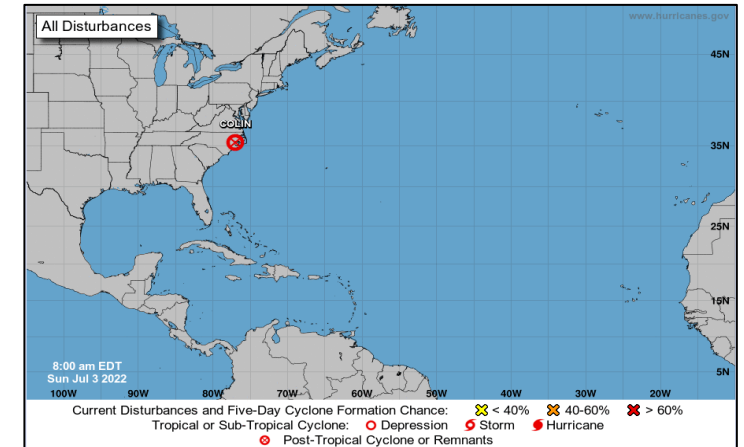 www.hurricanes.gov
All Disturbances
45N
COLIN
35N
25N
15N
8:00 am EDT
Sun Jul 3 2022
5N
100W 90W 80W 70W 60W 50W 40W 30W 20W
Current Disturbances and Five-Day Cyclone Formation Chance: < 40% 40-60% > 60%
Tropical or Sub-Tropical Cyclone: Depression Storm Hurricane
Post-Tropical Cyclone or Remnants